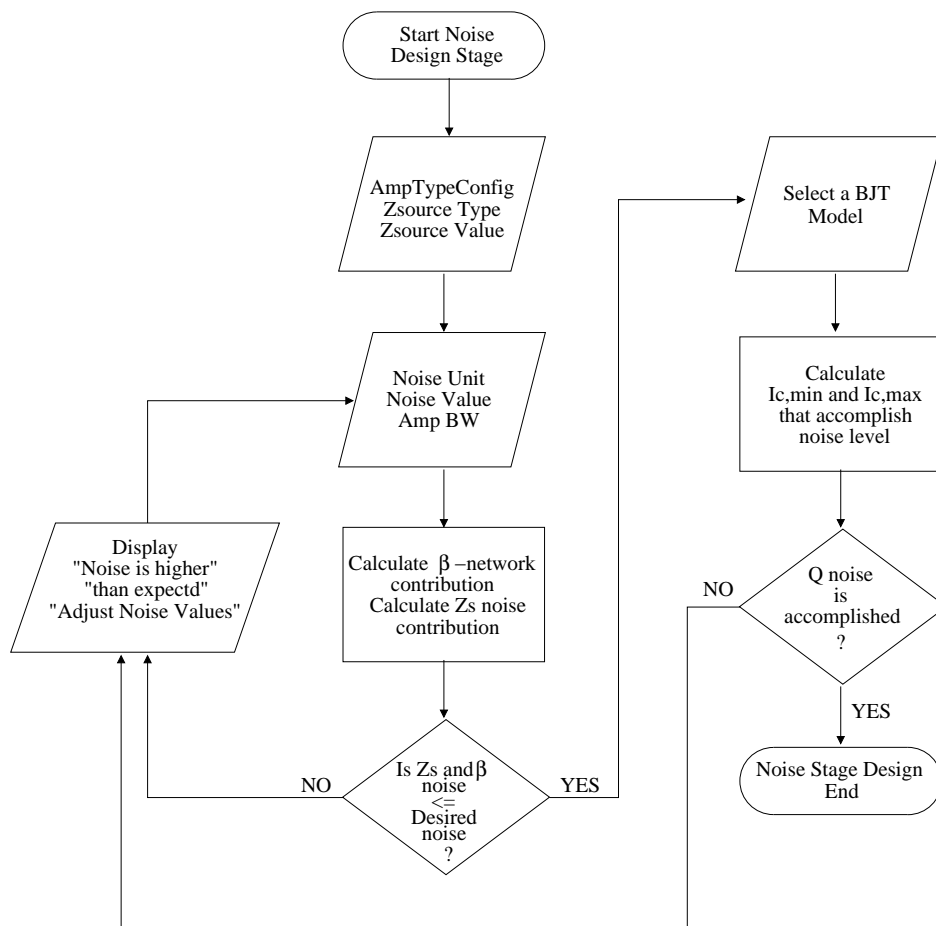 Start Noise
Design Stage
AmpTypeConfig
Zsource Type
Zsource Value
Noise Unit
Noise Value
Amp BW
Calculate β −network
contribution
Calculate Zs noise
contribution
Is Zs and β
noise
<=
Desired
noise
?
NO
YES
Display
"Noise is higher"
"than expectd"
"Adjust Noise Values"
Select a BJT
Model
Calculate
Ic,min and Ic,max
that accomplish
noise level
Q noise
is
accomplished
?
NO
YES
Noise Stage Design
End